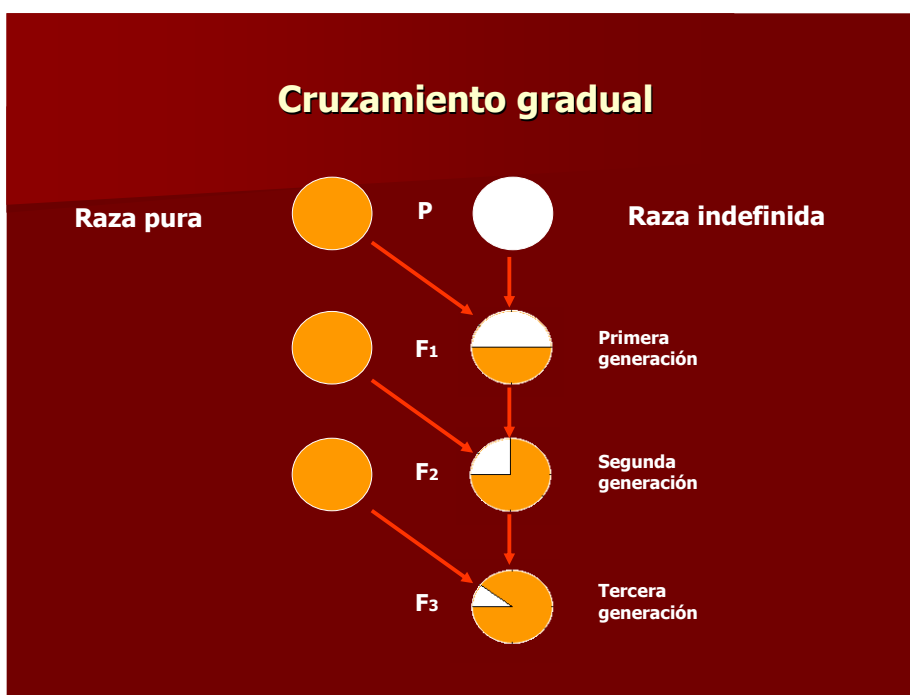 Cruzamiento gradual
Raza pura
P
Raza indefinida
F1
Primera
generación
F2
Segunda
generación
F3
Tercera
generación